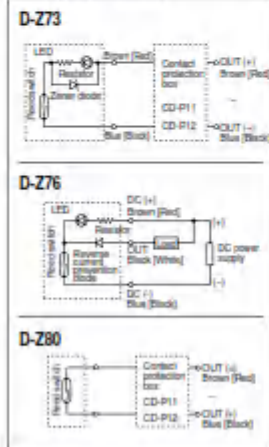 D-Z73
LED
Brown [Red]
OUT (+)
Brown [Red]
Resistor
Zener diode
Reed switch
Contact
protection
box
CD-P11
CD-P12
OUT (−)
Blue [Black]
Blue [Black]
D-Z76
LED
DC (+)
Brown [Red]
Resistor
(+)
Load
OUT
Black [White]
Reed switch
Reverse
current
prevention
diode
DC power
supply
(−)
DC (−)
Blue [Black]
D-Z80
Reed switch
Contact
protection
box
CD-P11
CD-P12
OUT (±)
Brown [Red]
OUT (∓)
Blue [Black]